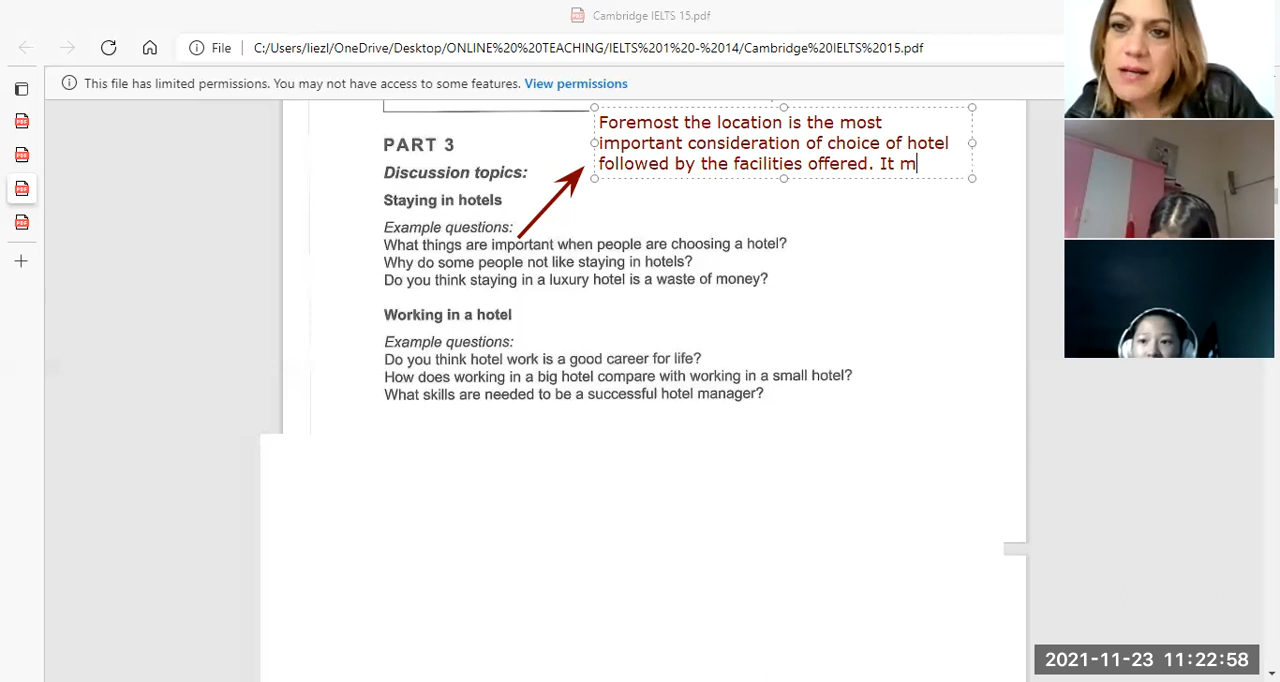 Cambridge IELTS 15.pdf
File C:/Users/liezl/OneDrive/Desktop/ONLINE%20%20TEACHING/IELTS%201%20-%2014/Cambridge%20IELTS%2015.pdf
This file has limited permissions. You may not have access to some features. View permissions
Foremost the location is the most
important consideration of choice of hotel
followed by the facilities offered. It m
PART 3
Discussion topics:
Staying in hotels
Example questions:
What things are important when people are choosing a hotel?
Why do some people not like staying in hotels?
Do you think staying in a luxury hotel is a waste of money?
Working in a hotel
Example questions:
Do you think hotel work is a good career for life?
How does working in a big hotel compare with working in a small hotel?
What skills are needed to be a successful hotel manager?
2021-11-23 11:22:58